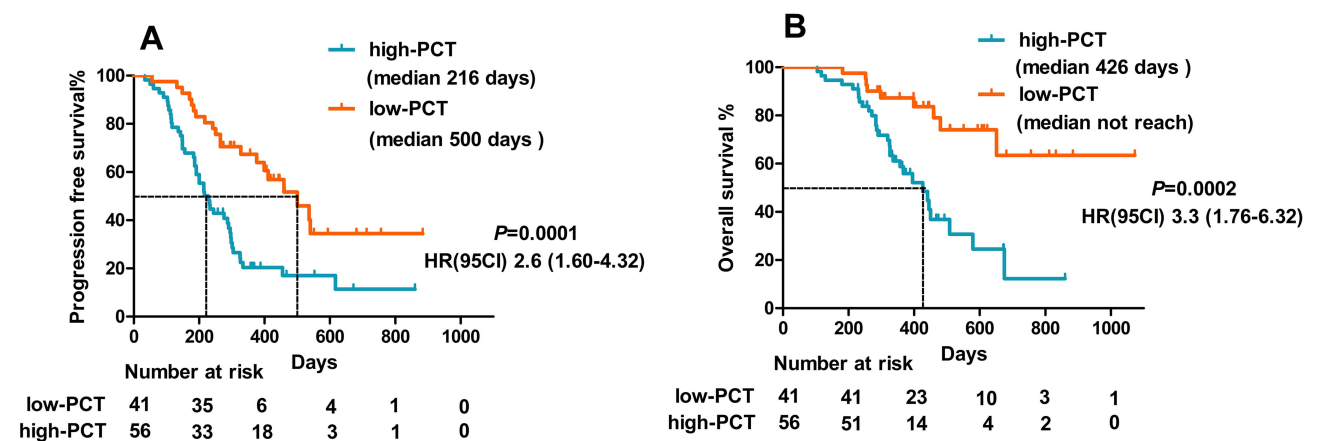 A
high-PCT
(median 216 days)
low-PCT
(median 500 days )
Progression free survival%
100
80
60
40
20
0
P=0.0001
HR(95CI) 2.6 (1.60-4.32)
0 200 400 600 800 1000
Days
Number at risk
low-PCT 41 35 6 4 1 0
high-PCT 56 33 18 3 1 0
B
high-PCT
(median 426 days )
low-PCT
(median not reach)
Overall survival %
100
80
60
40
20
0
P=0.0002
HR(95CI) 3.3 (1.76-6.32)
0 200 400 600 800 1000
Days
Number at risk
low-PCT 41 41 23 10 3 1
high-PCT 56 51 14 4 2 0